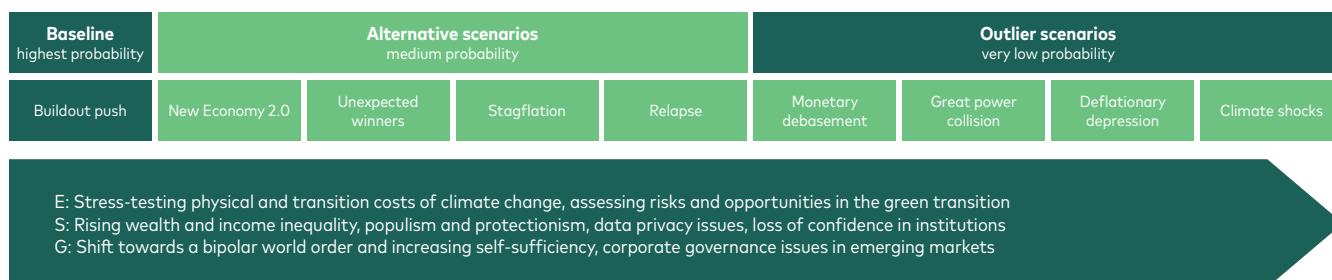 Baseline
highest probability
Alternative scenarios
medium probability
Outlier scenarios
very low probability
Buildout push
New Economy 2.0
Unexpected
winners
Stagflation
Relapse
Monetary
debasement
Great power
collision
Deflationary
depression
Climate shocks
E: Stress-testing physical and transition costs of climate change, assessing risks and opportunities in the green transition
S: Rising wealth and income inequality, populism and protectionism, data privacy issues, loss of confidence in institutions
G: Shift towards a bipolar world order and increasing self-sufficiency, corporate governance issues in emerging markets